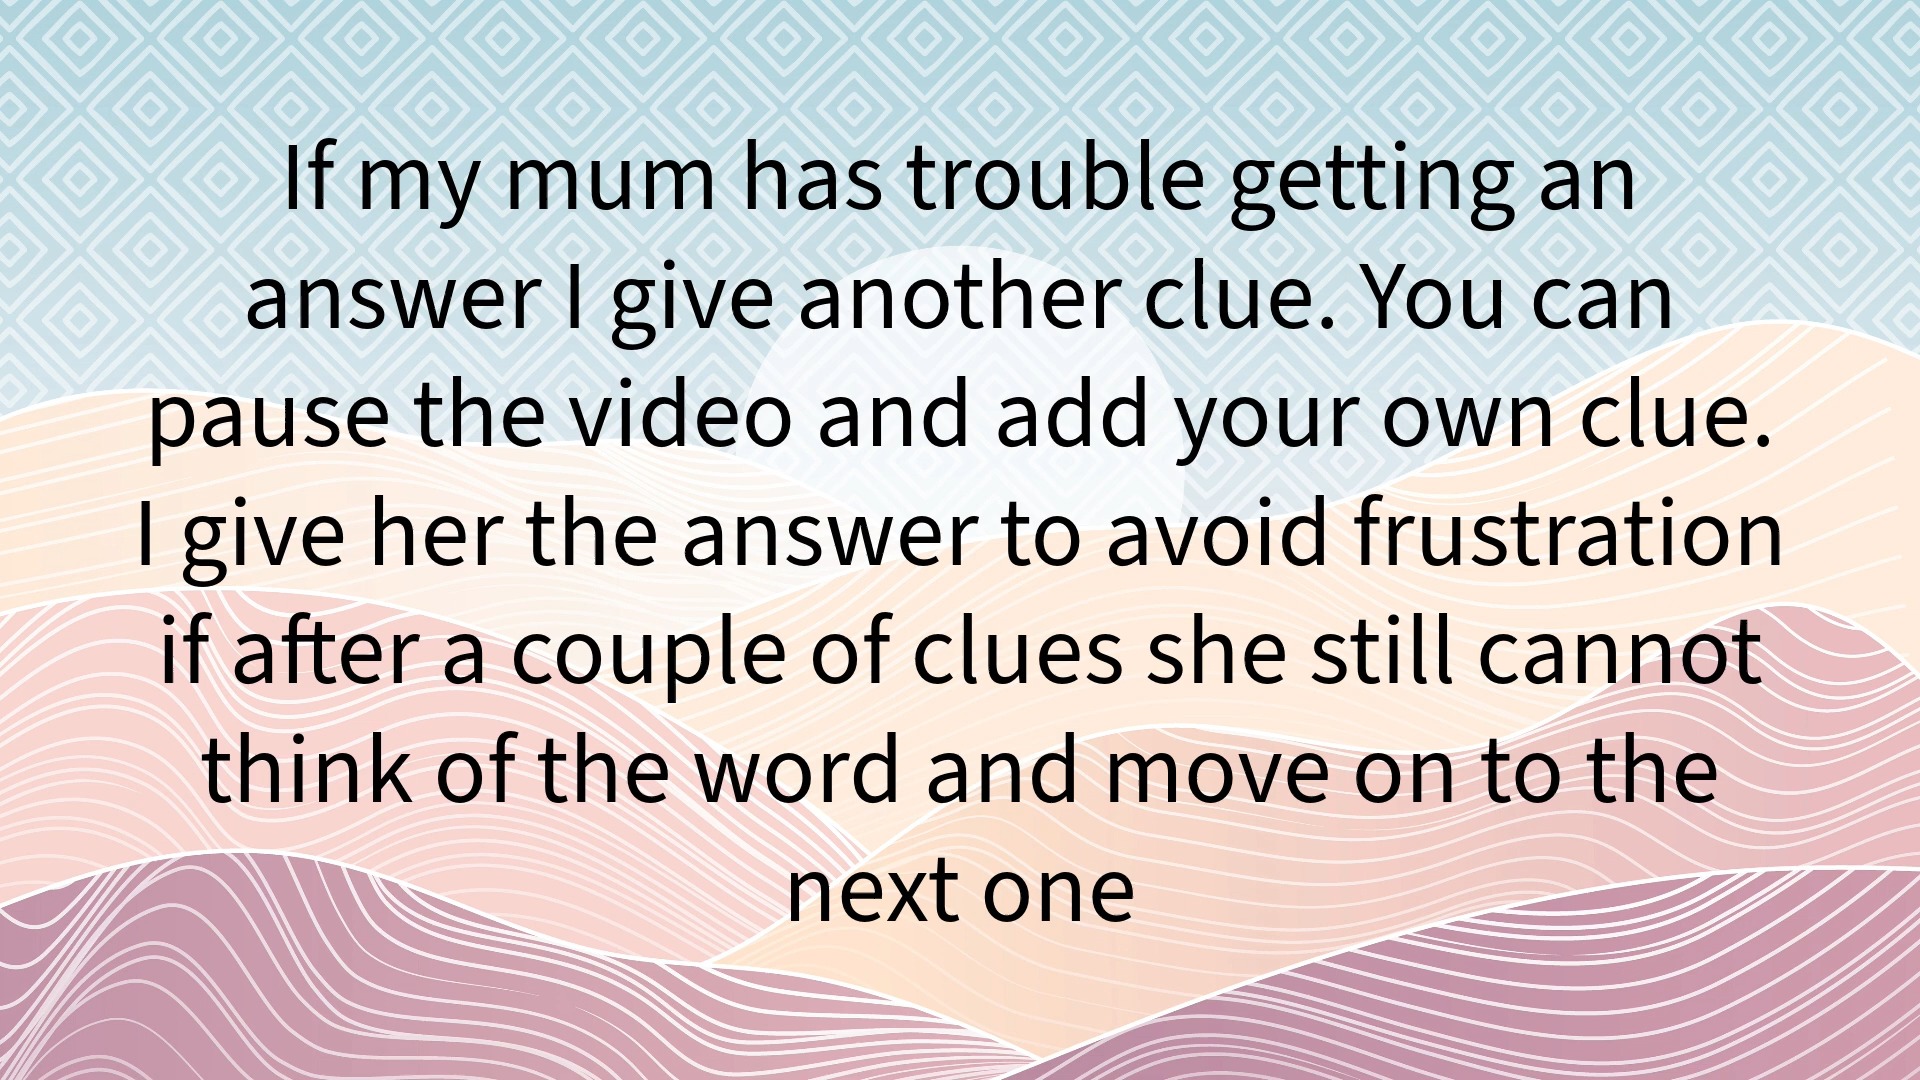 If my mum has trouble getting an
answer I give another clue. You can
pause the video and add your own clue.
I give her the answer to avoid frustration
if after a couple of clues she still cannot
think of the word and move on to the
next one